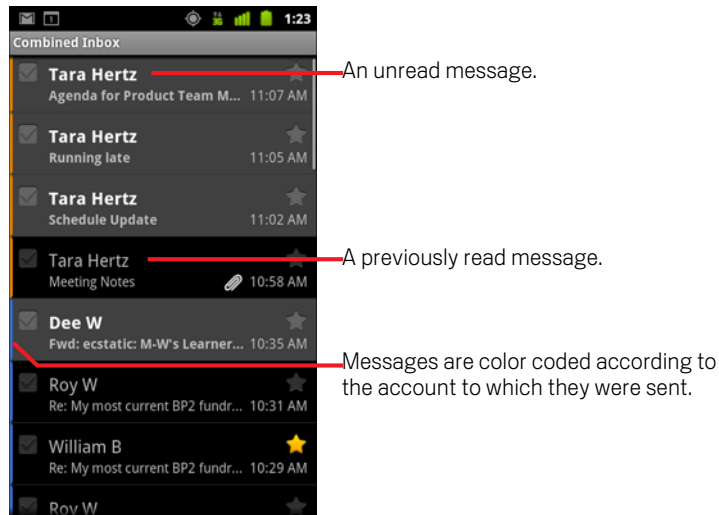 1:23
Combined Inbox
Tara Hertz
Agenda for Product Team M... 11:07 AM
Tara Hertz
Running late 11:05 AM
Tara Hertz
Schedule Update 11:02 AM
Tara Hertz
Meeting Notes 10:58 AM
Dee W
Fwd: ecstatic: M-W's Learner... 10:35 AM
Roy W
Re: My most current BP2 fundr... 10:31 AM
William B
Re: My most current BP2 fundr... 10:29 AM
Roy W
An unread message.
A previously read message.
Messages are color coded according to
the account to which they were sent.